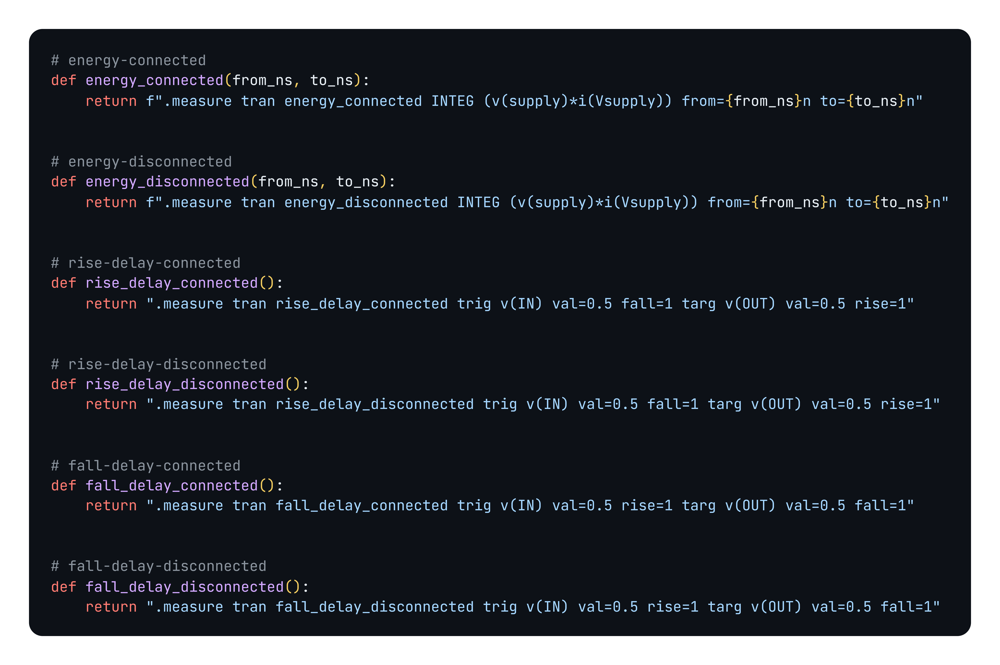 # energy-connected
def energy_connected(from_ns, to_ns):
    return f".measure tran energy_connected INTEG (v(supply)*i(Vsupply)) from={from_ns}n to={to_ns}n"
# energy-disconnected
def energy_disconnected(from_ns, to_ns):
    return f".measure tran energy_disconnected INTEG (v(supply)*i(Vsupply)) from={from_ns}n to={to_ns}n"
# rise-delay-connected
def rise_delay_connected():
    return ".measure tran rise_delay_connected trig v(IN) val=0.5 fall=1 targ v(OUT) val=0.5 rise=1"
# rise-delay-disconnected
def rise_delay_disconnected():
    return ".measure tran rise_delay_disconnected trig v(IN) val=0.5 fall=1 targ v(OUT) val=0.5 rise=1"
# fall-delay-connected
def fall_delay_connected():
    return ".measure tran fall_delay_connected trig v(IN) val=0.5 rise=1 targ v(OUT) val=0.5 fall=1"
# fall-delay-disconnected
def fall_delay_disconnected():
    return ".measure tran fall_delay_disconnected trig v(IN) val=0.5 rise=1 targ v(OUT) val=0.5 fall=1"